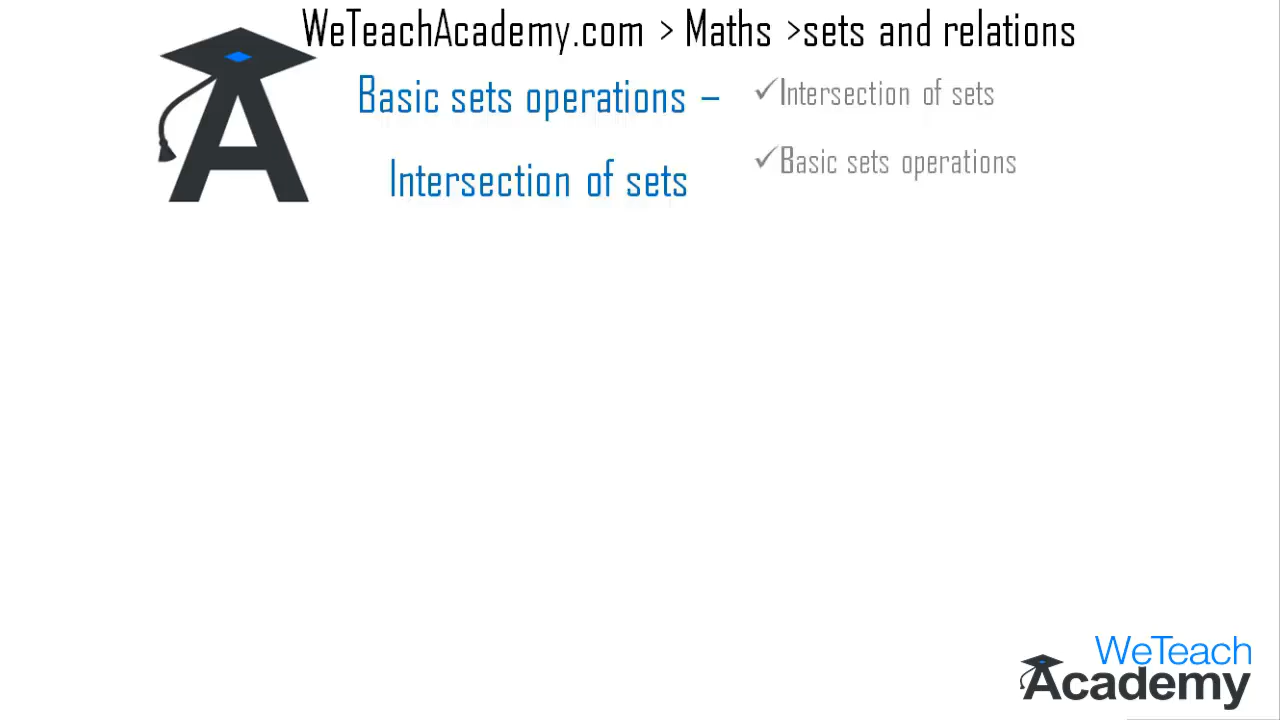 WeTeachAcademy.com > Maths >sets and relations
Basic sets operations –
Intersection of sets
✓Intersection of sets
✓Basic sets operations
WeTeach
Academy